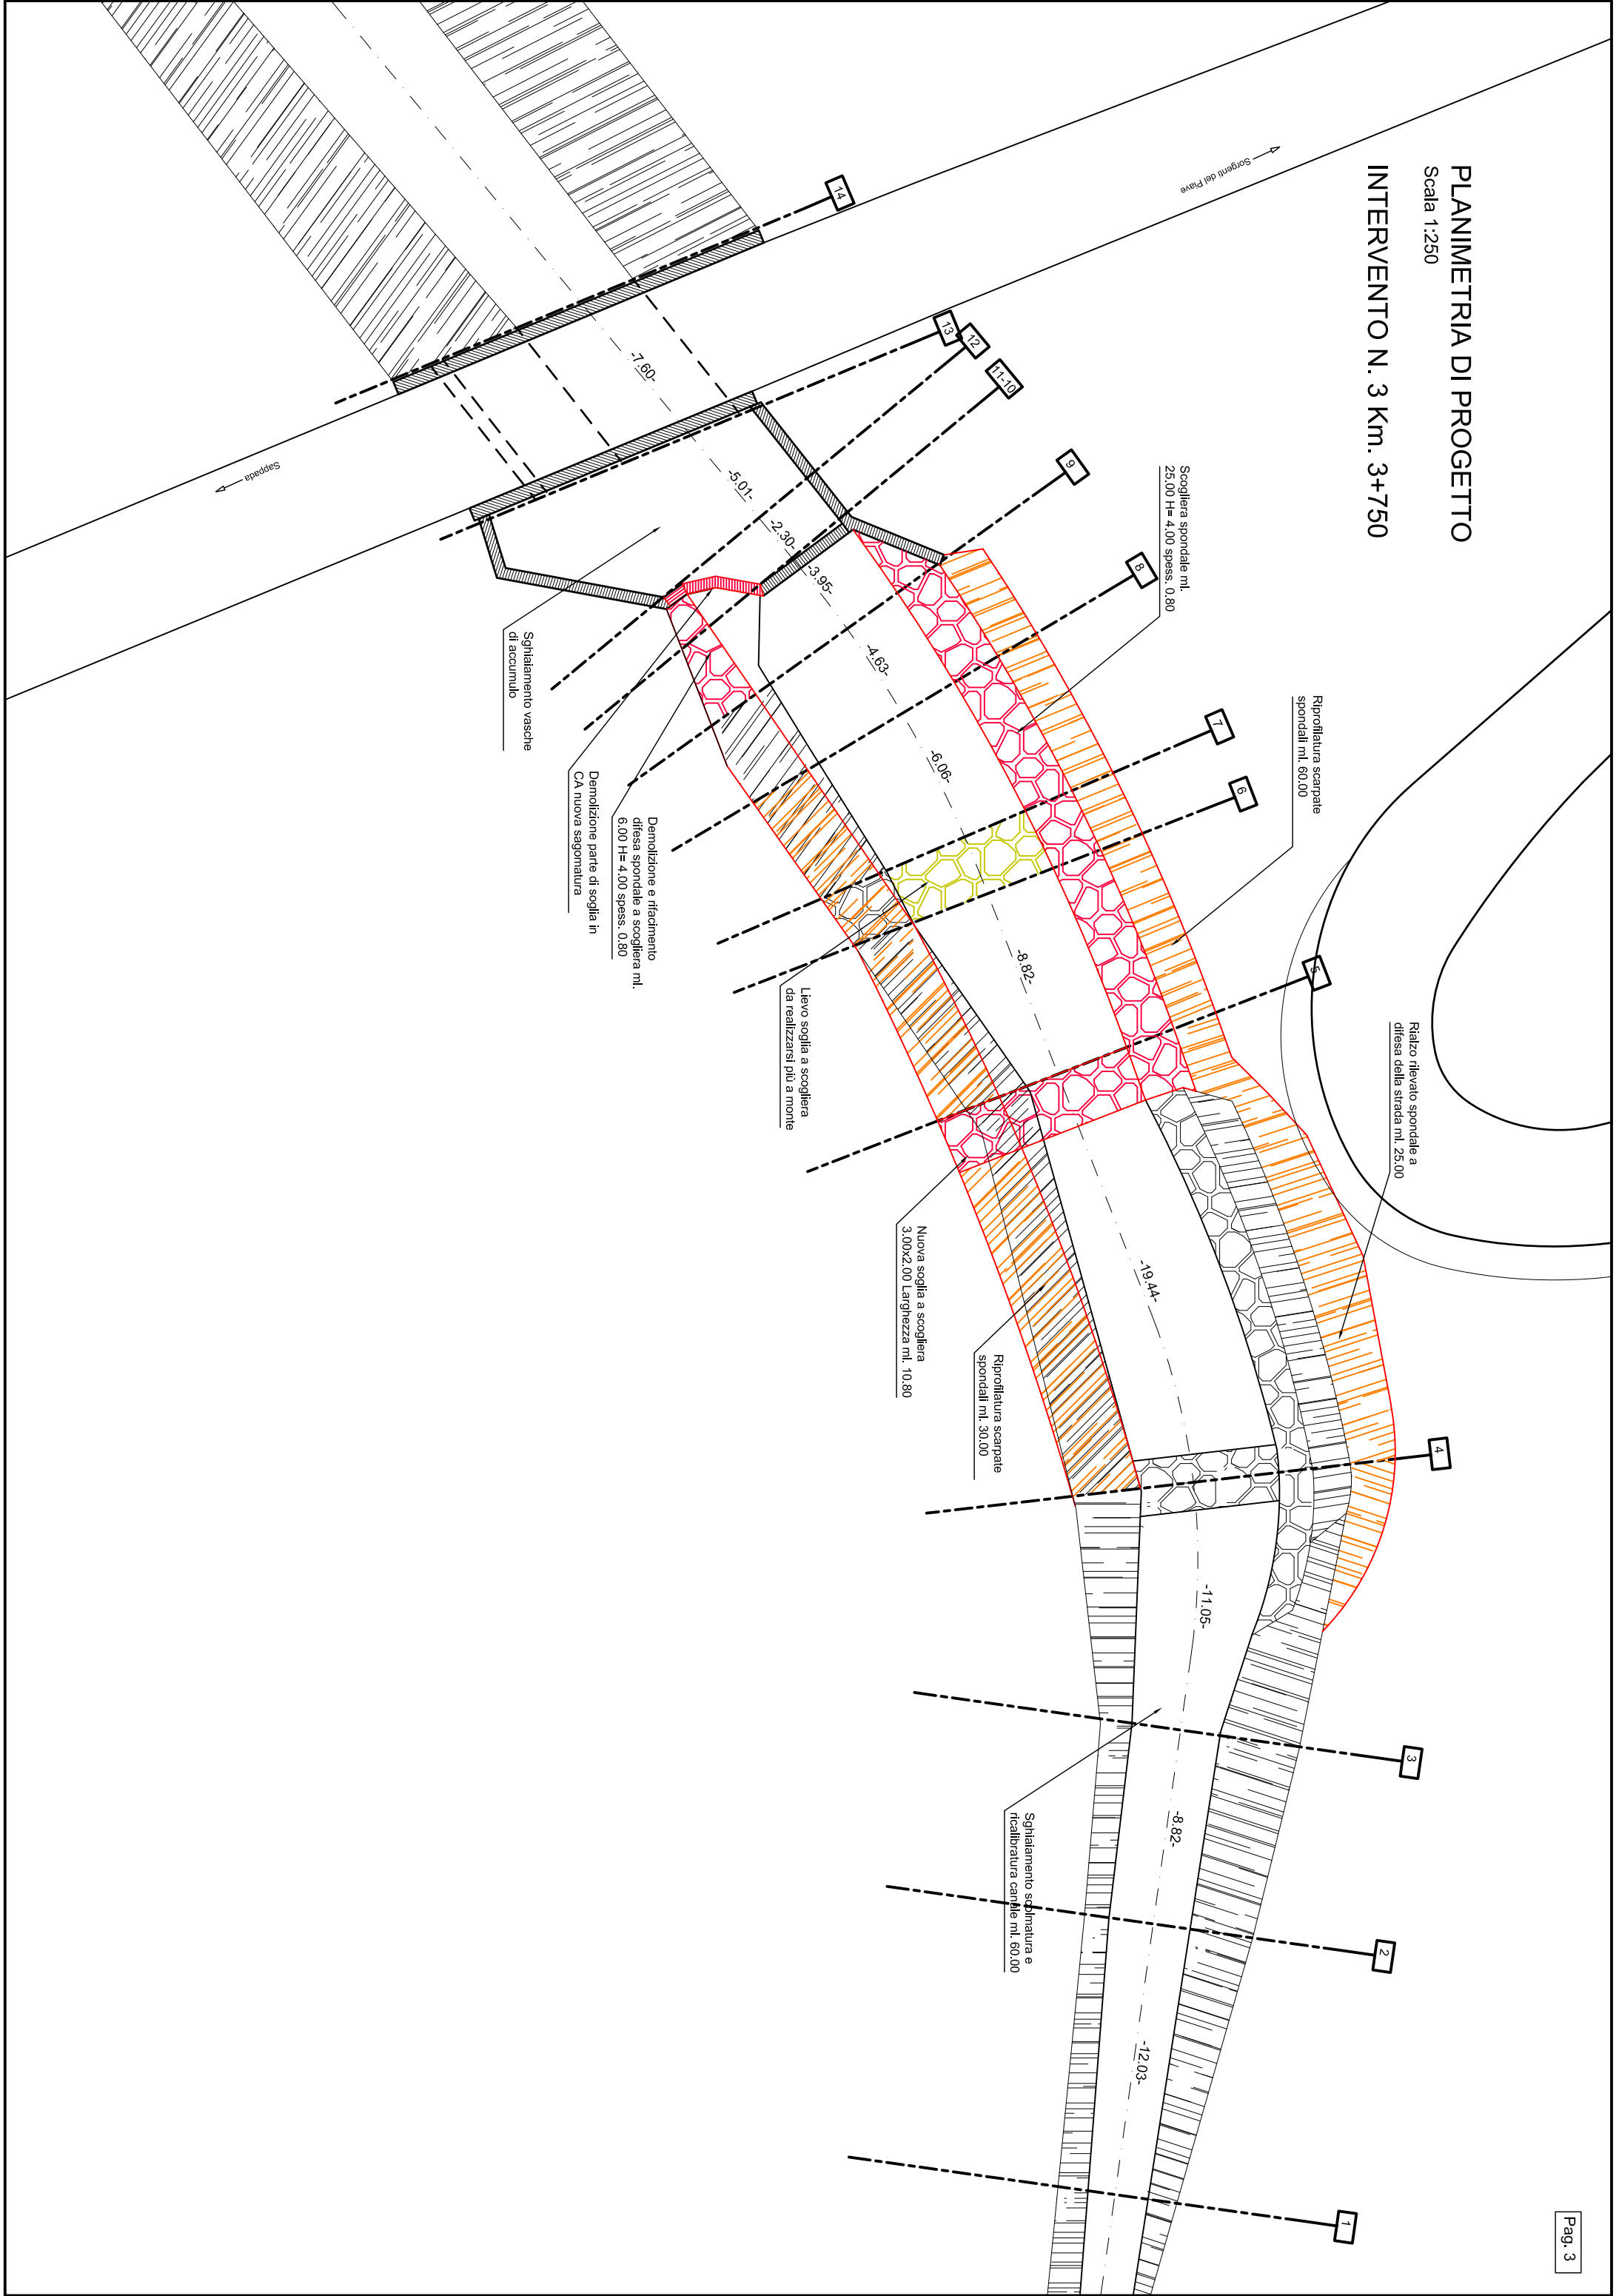 PLANIMETRIA DI PROGETTO
Scala 1:250
INTERVENTO N. 3 Km. 3+750
Pag. 3
Sorgenti del Piave
Sappada
14
13
12
11-10
9
8
7
6
5
4
3
2
1
-7.60-
-5.01-
-2.30-
-3.95-
-4.63-
-6.06-
-8.82-
-19.44-
-11.05-
-8.82-
-12.03-
Scogliera spondale ml.
25.00 H= 4.00 spess. 0.80
Riprofilatura scarpate
spondali ml. 60.00
Rialzo rilevato spondale a
difesa della strada ml. 25.00
Sghiaiamento vasche
di accumulo
Demolizione parte di soglia in
CA nuova sagomatura
Demolizione e rifacimento
difesa spondale a scogliera ml.
6.00 H= 4.00 spess. 0.80
Lievo soglia a scogliera
da realizzarsi più a monte
Nuova soglia a scogliera
3.00x2.00 Larghezza ml. 10.80
Riprofilatura scarpate
spondali ml. 30.00
Sghiaiamento scolmatura e
ricalibratura canale ml. 60.00